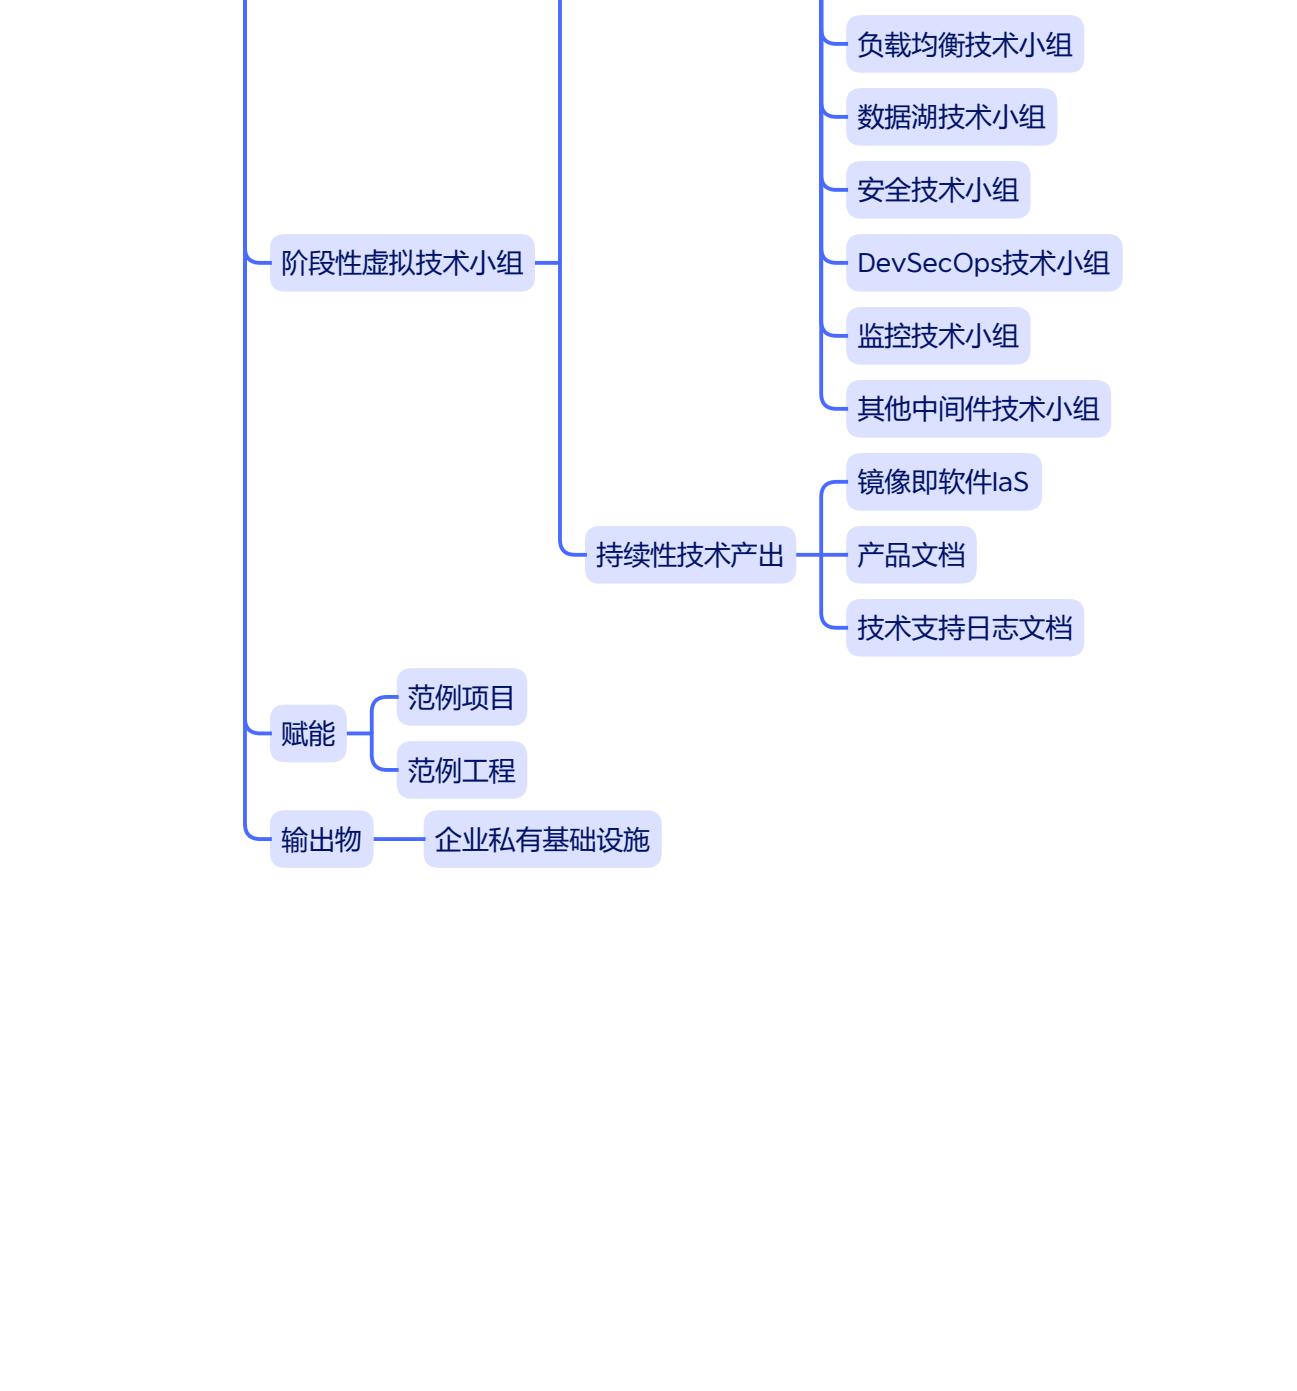 负载均衡技术小组
数据湖技术小组
安全技术小组
阶段性虚拟技术小组
DevSecOps技术小组
监控技术小组
其他中间件技术小组
镜像即软件IaS
持续性技术产出
产品文档
技术支持日志文档
范例项目
赋能
范例工程
输出物
企业私有基础设施